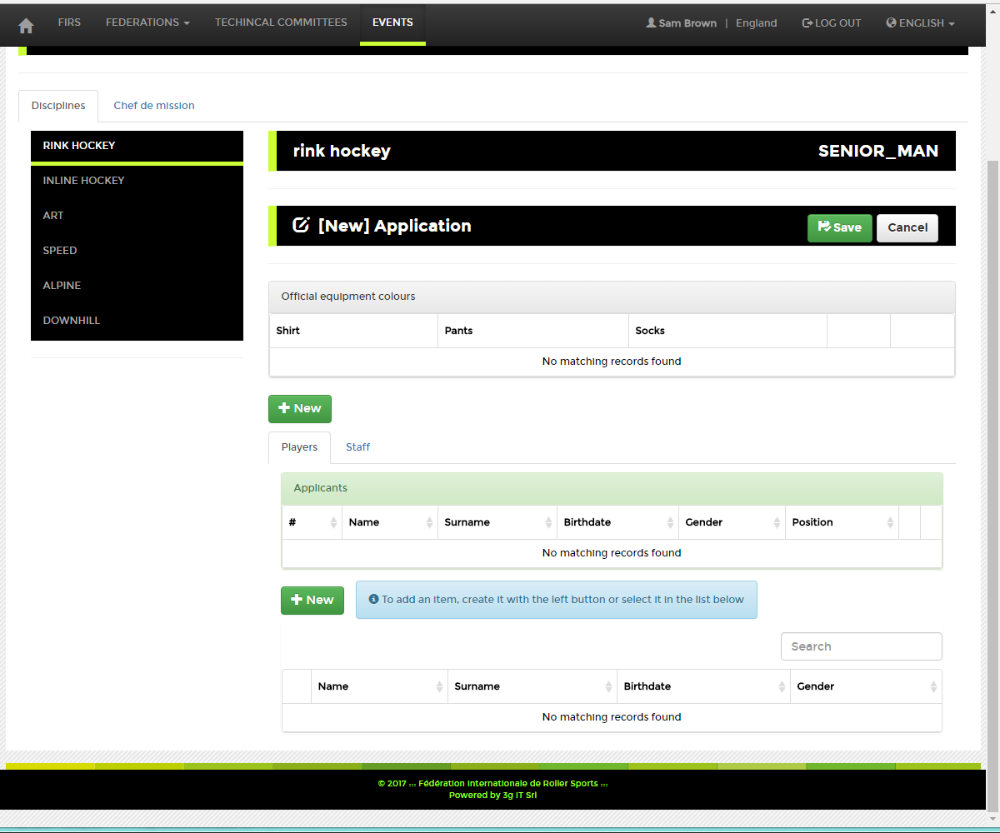 FIRS FEDERATIONS TECHINCAL COMMITTEES EVENTS Sam Brown | England LOG OUT ENGLISH
Disciplines Chef de mission
RINK HOCKEY
INLINE HOCKEY
ART
SPEED
ALPINE
DOWNHILL
rink hockey SENIOR_MAN
[New] Application Save Cancel
Official equipment colours
Shirt Pants Socks
No matching records found
New
Players Staff
Applicants
# Name Surname Birthdate Gender Position
No matching records found
New To add an item, create it with the left button or select it in the list below
Search
Name Surname Birthdate Gender
No matching records found
© 2017 ::: Fédération Internationale de Roller Sports :::
Powered by 3g IT Srl